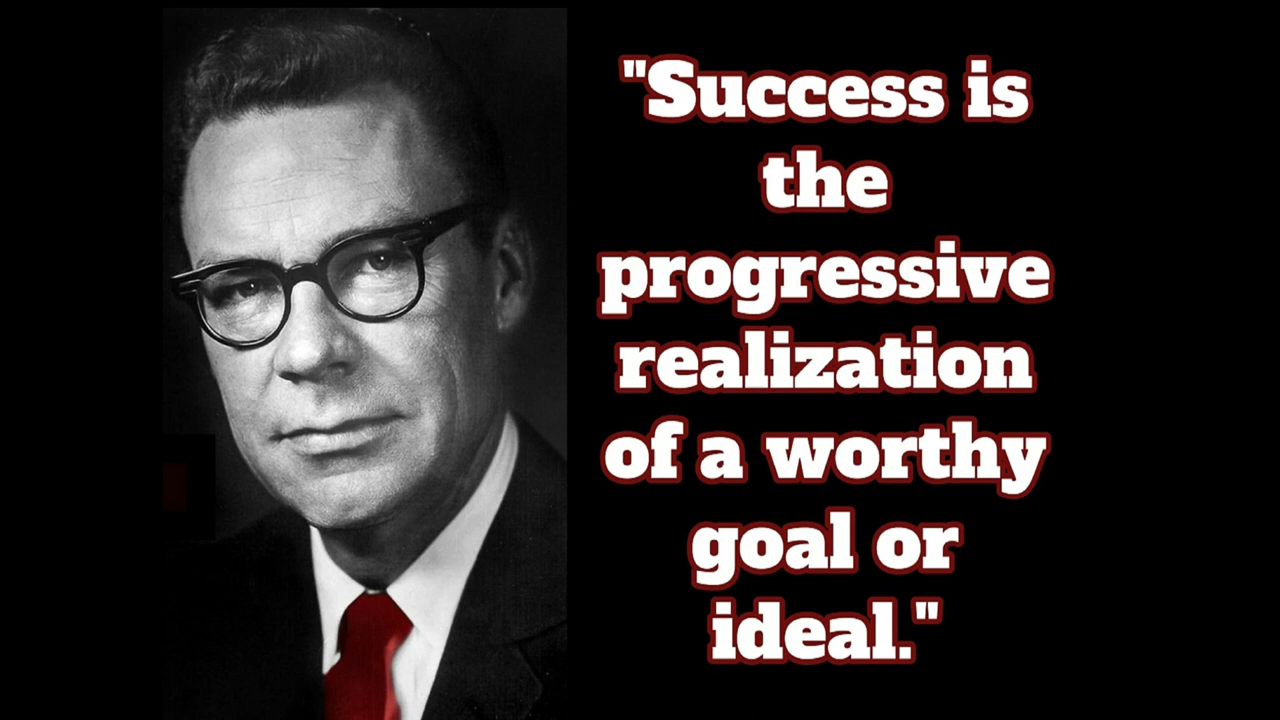 "Success is
the
progressive
realization
of a worthy
goal or
ideal."